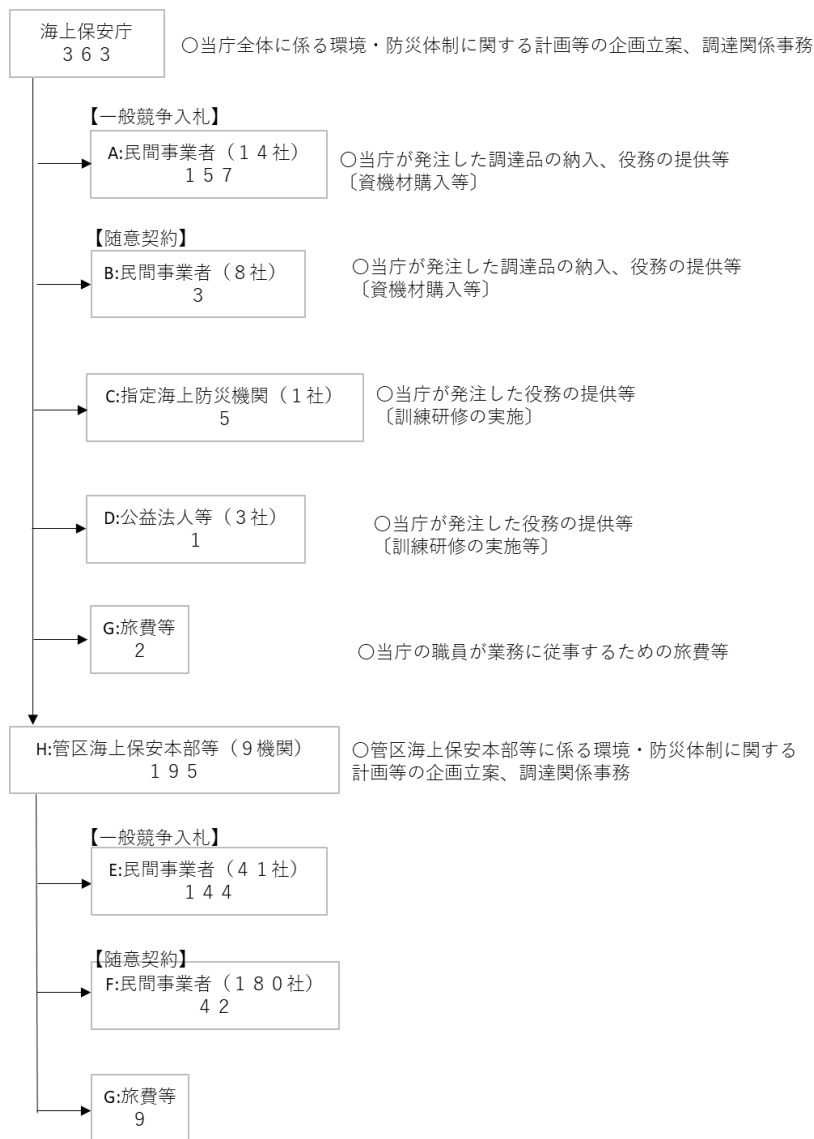 海上保安庁
３６３
○当庁全体に係る環境・防災体制に関する計画等の企画立案、調達関係事務
【一般競争入札】
A:民間事業者（１４社）
１５７
○当庁が発注した調達品の納入、役務の提供等
〔資機材購入等〕
【随意契約】
B:民間事業者（８社）
３
○当庁が発注した調達品の納入、役務の提供等
〔資機材購入等〕
C:指定海上防災機関（１社）
５
○当庁が発注した役務の提供等
〔訓練研修の実施〕
D:公益法人等（３社）
１
○当庁が発注した役務の提供等
〔訓練研修の実施等〕
G:旅費等
２
○当庁の職員が業務に従事するための旅費等
H:管区海上保安本部等（９機関）
１９５
○管区海上保安本部等に係る環境・防災体制に関する
計画等の企画立案、調達関係事務
【一般競争入札】
E:民間事業者（４１社）
１４４
【随意契約】
F:民間事業者（１８０社）
４２
G:旅費等
９